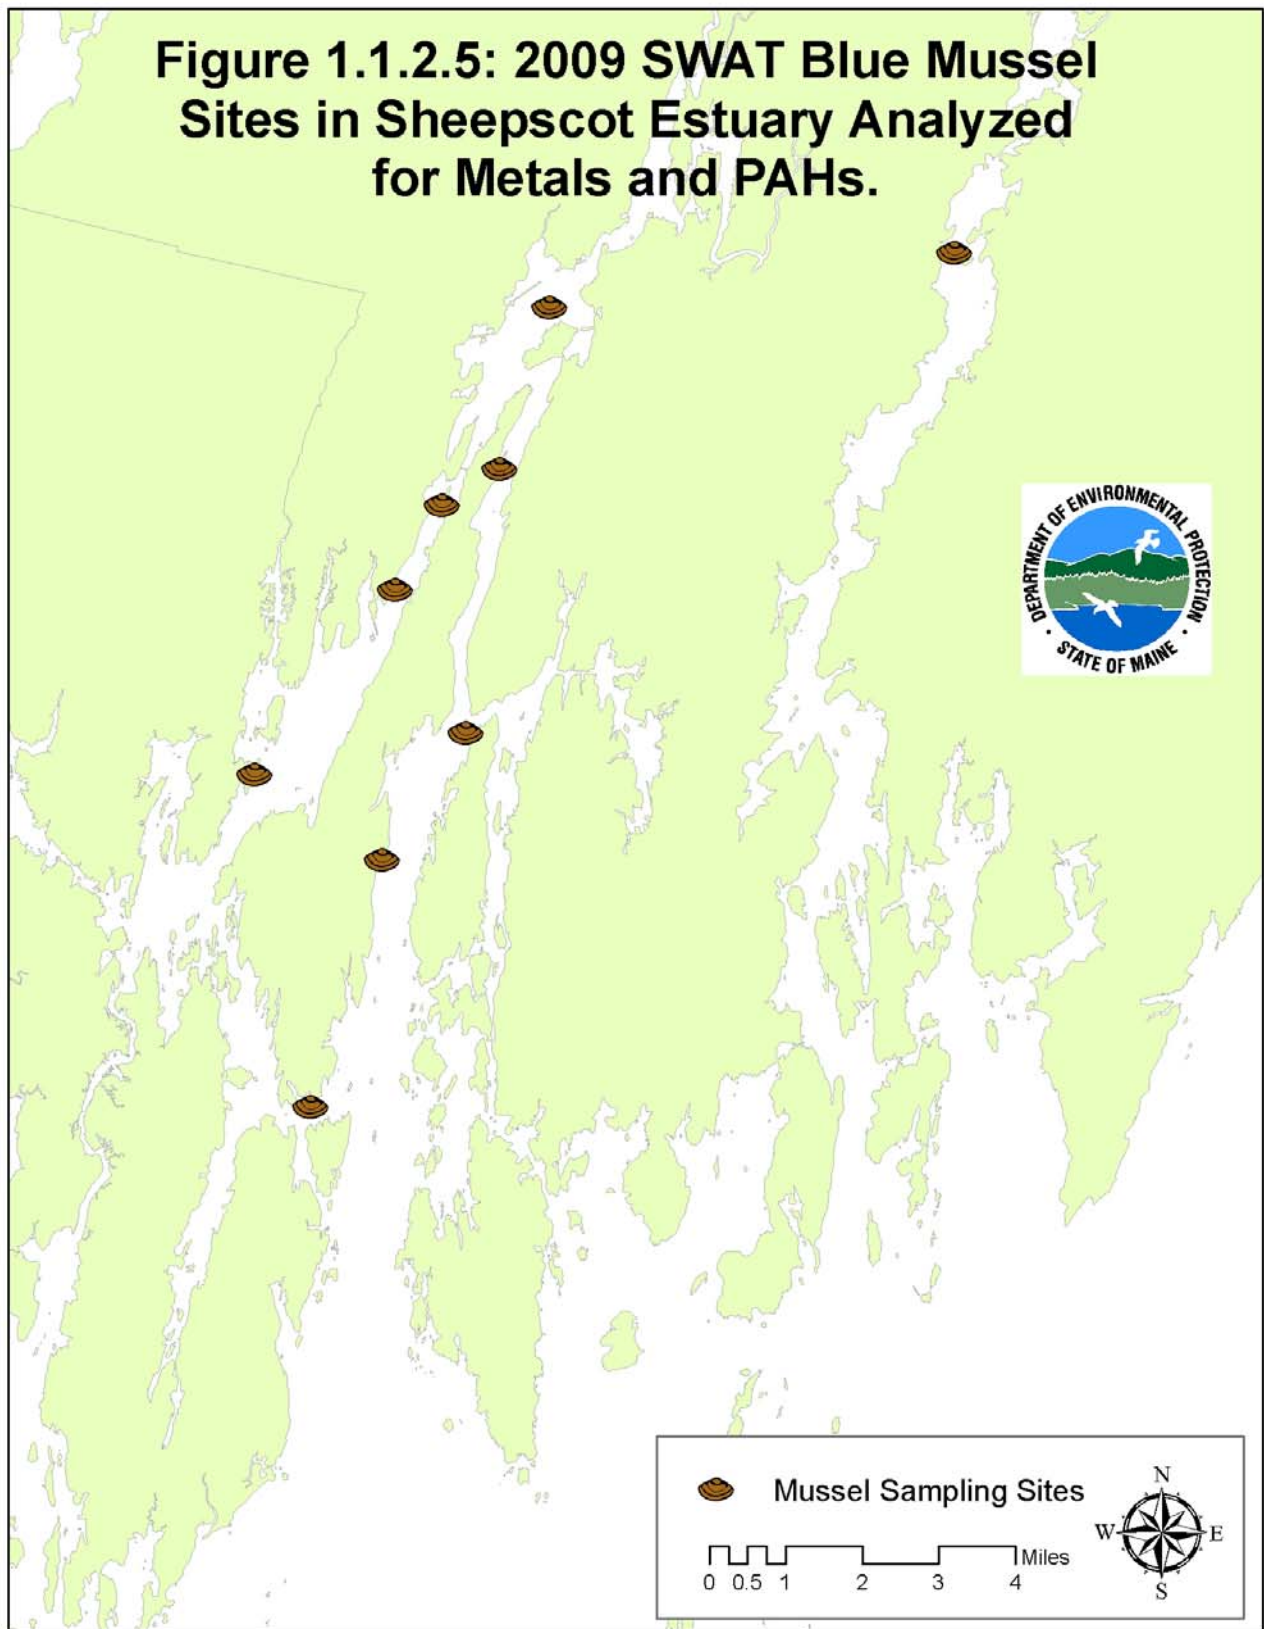 Figure 1.1.2.5: 2009 SWAT Blue Mussel
Sites in Sheepscot Estuary Analyzed
for Metals and PAHs.
DEPARTMENT OF ENVIRONMENTAL PROTECTION
• STATE OF MAINE •
Mussel Sampling Sites
Miles
0 0.5 1 2 3 4
N
W E
S